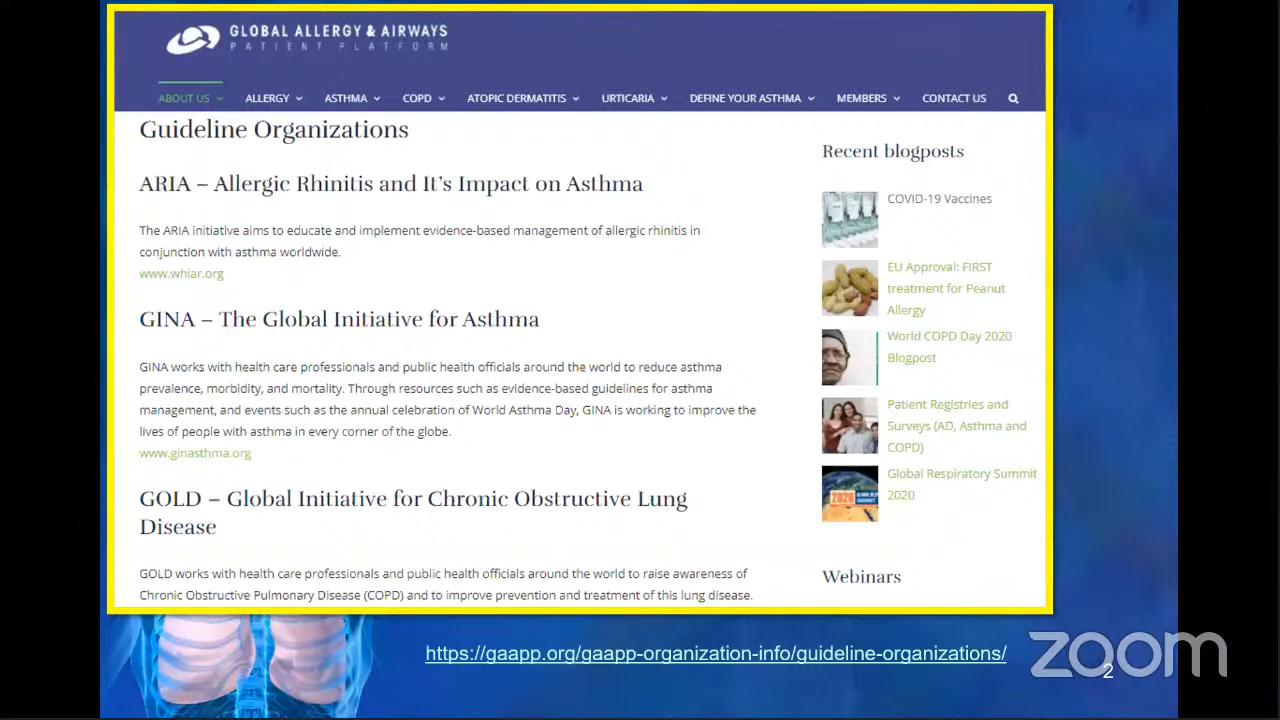 GLOBAL ALLERGY & AIRWAYS
PATIENT PLATFORM
ABOUT US ALLERGY ASTHMA COPD ATOPIC DERMATITIS URTICARIA DEFINE YOUR ASTHMA MEMBERS CONTACT US
Guideline Organizations
ARIA – Allergic Rhinitis and It's Impact on Asthma
The ARIA initiative aims to educate and implement evidence-based management of allergic rhinitis in
conjunction with asthma worldwide.
www.whiar.org
GINA – The Global Initiative for Asthma
GINA works with health care professionals and public health officials around the world to reduce asthma
prevalence, morbidity, and mortality. Through resources such as evidence-based guidelines for asthma
management, and events such as the annual celebration of World Asthma Day, GINA is working to improve the
lives of people with asthma in every corner of the globe.
www.ginasthma.org
GOLD – Global Initiative for Chronic Obstructive Lung
Disease
GOLD works with health care professionals and public health officials around the world to raise awareness of
Chronic Obstructive Pulmonary Disease (COPD) and to improve prevention and treatment of this lung disease.
Recent blogposts
COVID-19 Vaccines
EU Approval: FIRST
treatment for Peanut
Allergy
World COPD Day 2020
Blogpost
Patient Registries and
Surveys (AD, Asthma and
COPD)
2020
Global Respiratory Summit
2020
Webinars
https://gaapp.org/gaapp-organization-info/guideline-organizations/
zoom
2